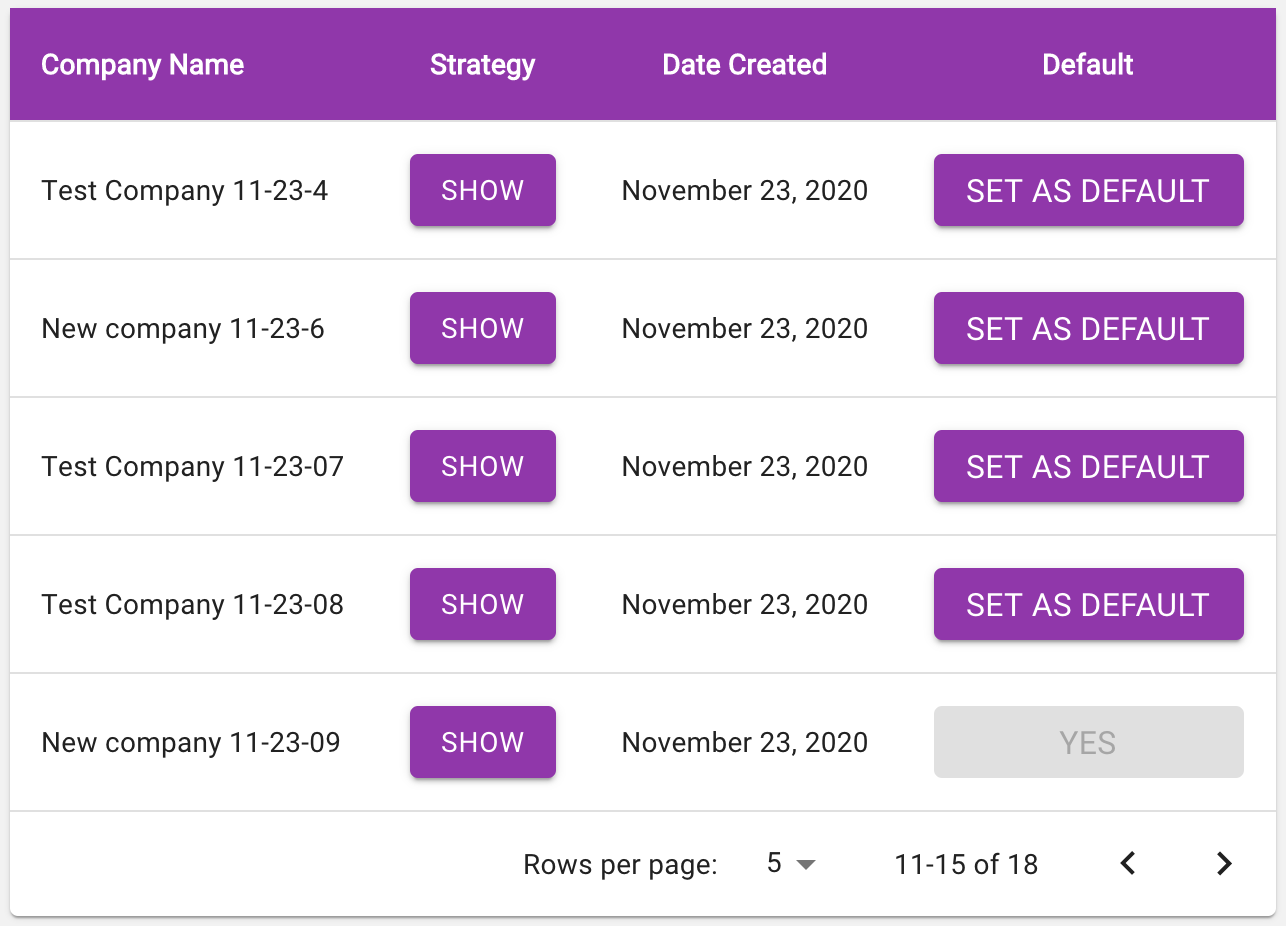 Company Name Strategy Date Created Default
Test Company 11-23-4 SHOW November 23, 2020 SET AS DEFAULT
New company 11-23-6 SHOW November 23, 2020 SET AS DEFAULT
Test Company 11-23-07 SHOW November 23, 2020 SET AS DEFAULT
Test Company 11-23-08 SHOW November 23, 2020 SET AS DEFAULT
New company 11-23-09 SHOW November 23, 2020 YES
Rows per page: 5 11-15 of 18